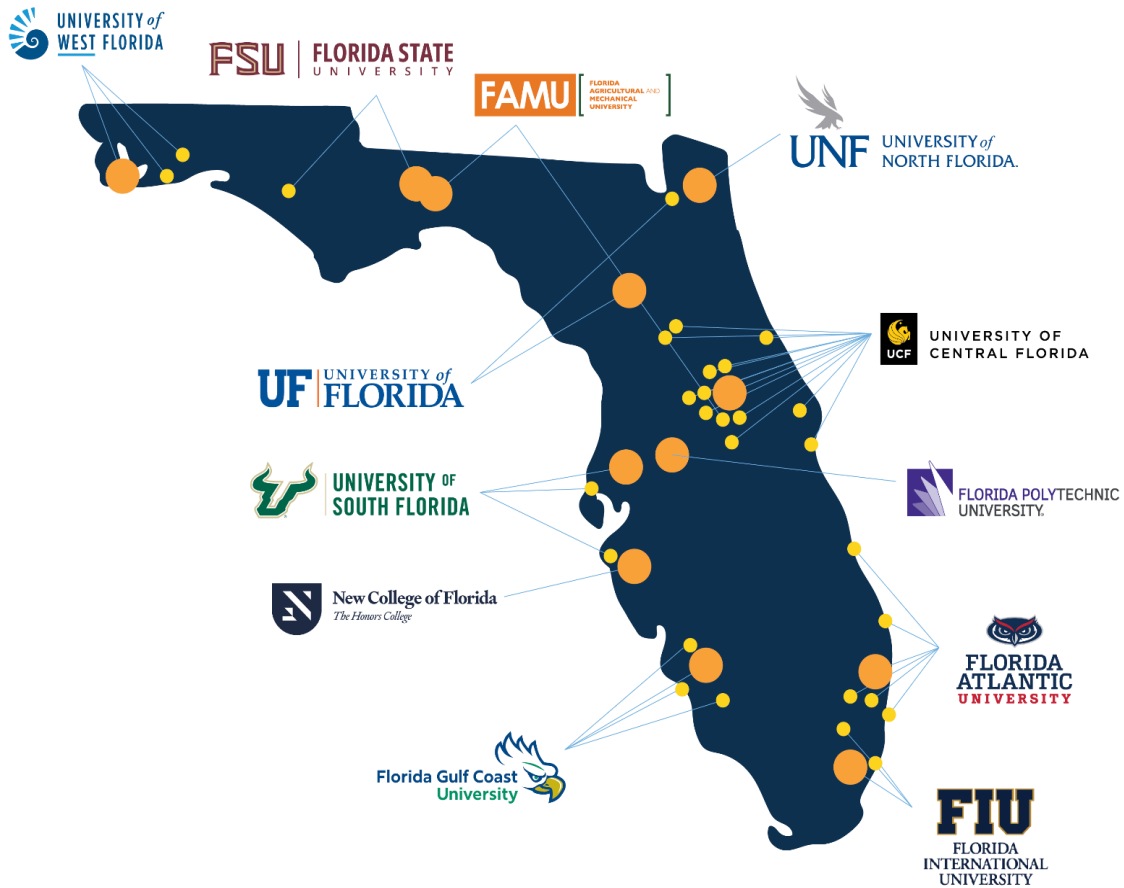 UNIVERSITY of
WEST FLORIDA
FSU
FLORIDA STATE
UNIVERSITY
FAMU
FLORIDA
AGRICULTURAL AND
MECHANICAL
UNIVERSITY
UNF
UNIVERSITY of
NORTH FLORIDA.
UCF
UNIVERSITY OF
CENTRAL FLORIDA
UF
UNIVERSITY of
FLORIDA
UNIVERSITY OF
SOUTH FLORIDA
FLORIDA POLYTECHNIC
UNIVERSITY
New College of Florida
The Honors College
FLORIDA
ATLANTIC
UNIVERSITY
Florida Gulf Coast
University
FIU
FLORIDA
INTERNATIONAL
UNIVERSITY